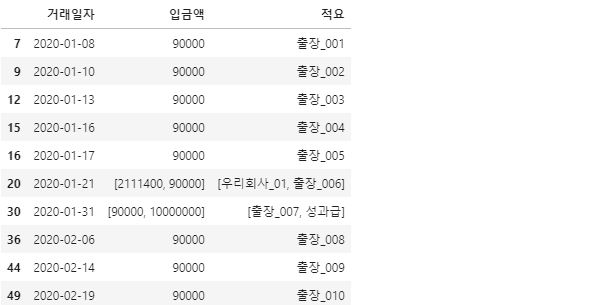 거래일자 입금액 적요
7 2020-01-08 90000 출장_001
9 2020-01-10 90000 출장_002
12 2020-01-13 90000 출장_003
15 2020-01-16 90000 출장_004
16 2020-01-17 90000 출장_005
20 2020-01-21 [2111400, 90000] [우리회사_01, 출장_006]
30 2020-01-31 [90000, 10000000] [출장_007, 성과급]
36 2020-02-06 90000 출장_008
44 2020-02-14 90000 출장_009
49 2020-02-19 90000 출장_010